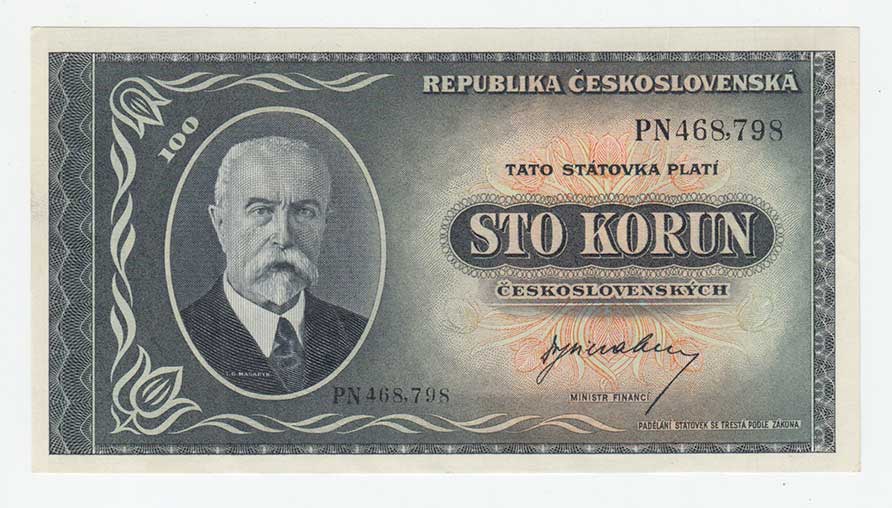 REPUBLIKA ČESKOSLOVENSKÁ
PN468,798
100
TATO STÁTOVKA PLATÍ
STO KORUN
ČESKOSLOVENSKÝCH
T. G. MASARYK
PN468,798
MINISTR FINANCÍ
PADĚLÁNÍ STÁTOVEK SE TRESTÁ PODLE ZÁKONA